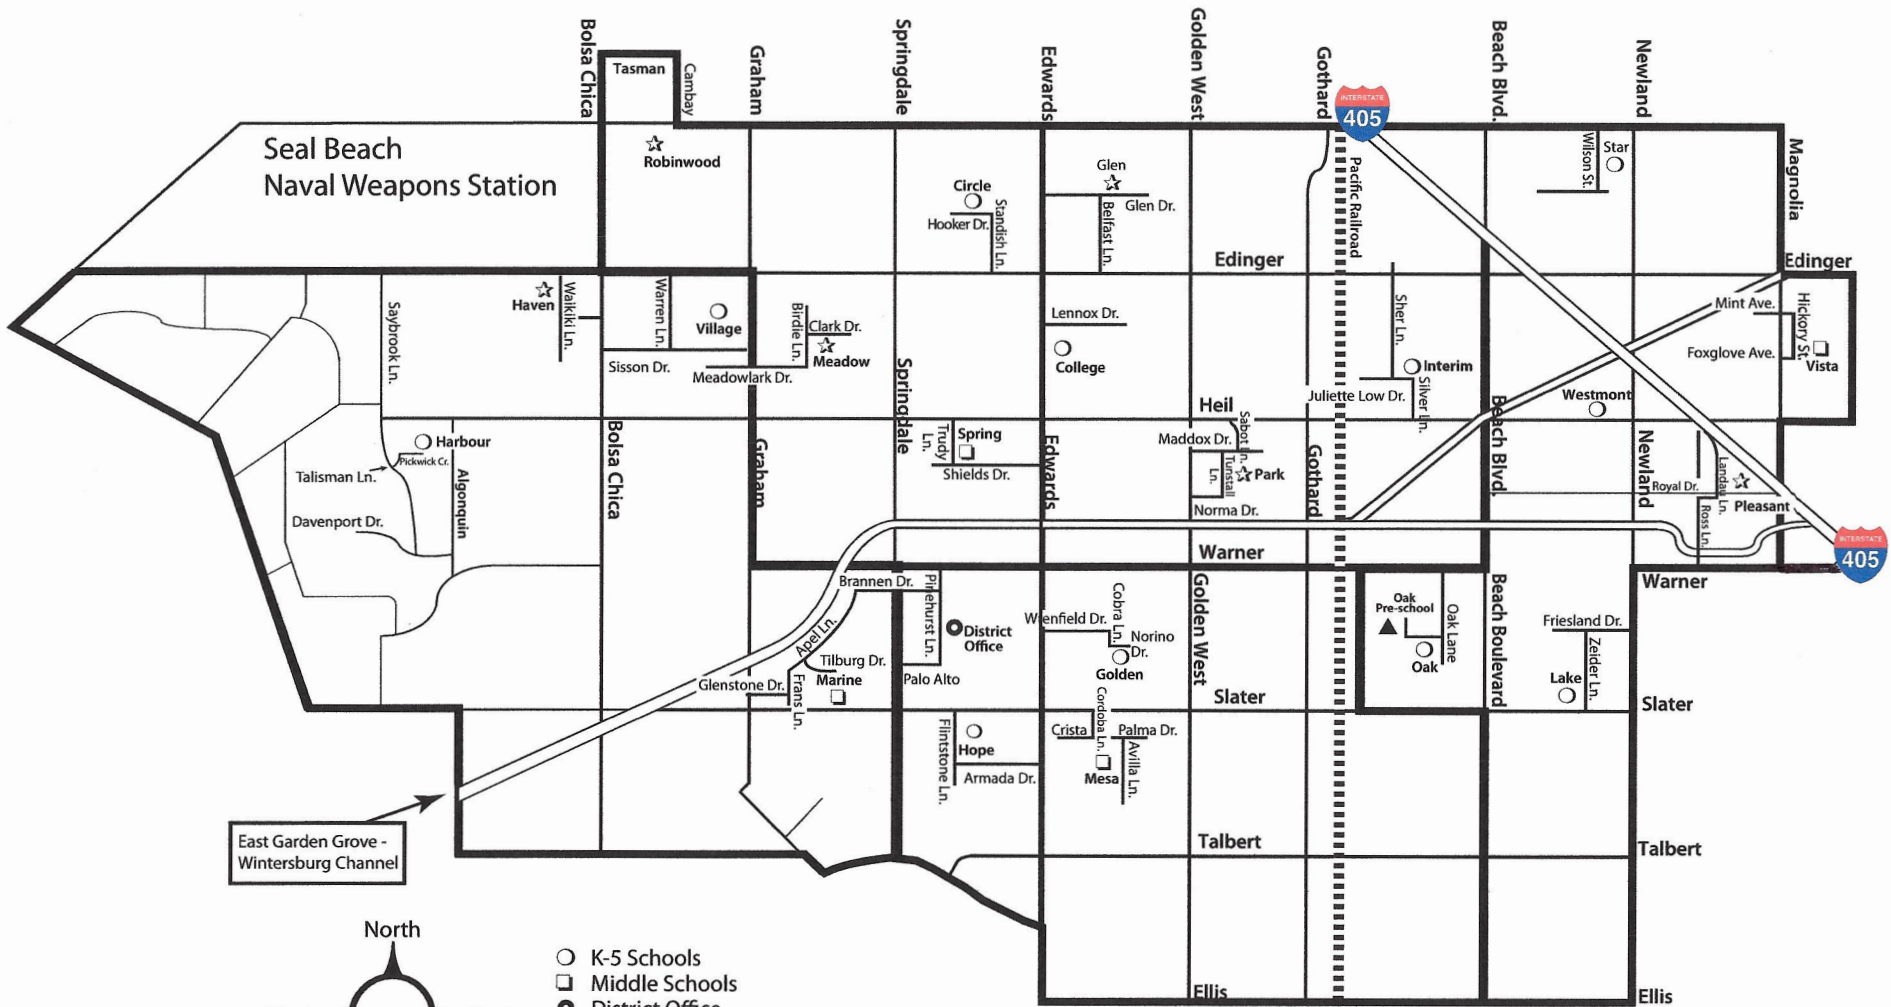 Bolsa Chica
Tasman
Cambay
Graham
Springdale
Edwards
Golden West
Gothard
INTERSTATE
405
Beach Blvd.
Newland
Magnolia
Seal Beach
Naval Weapons Station
Robinwood
Circle
Hooker Dr.
Standish Ln.
Glen
Glen Dr.
Belfast Ln.
Pacific Railroad
Wilson St.
Star
Edinger
Edinger
Saybrook Ln.
Haven
Waikiki Ln.
Warren Ln.
Village
Sisson Dr.
Birdie Ln.
Clark Dr.
Meadow
Meadowlark Dr.
Springdale
Lennox Dr.
College
Sher Ln.
Interim
Juliette Low Dr.
Silver Ln.
Mint Ave.
Hickory St.
Foxglove Ave.
Vista
Westmont
Heil
Harbour
Pickwick Cr.
Talisman Ln.
Algonquin
Davenport Dr.
Bolsa Chica
Graham
Trudy
Ln.
Spring
Shields Dr.
Edwards
Maddox Dr.
Sabot Ln.
Tunstall
Ln.
Park
Norma Dr.
Gothard
Beach Blvd.
Newland
Royal Dr.
Landau Ln.
Ross Ln.
Pleasant
INTERSTATE
405
Warner
Warner
Brannen Dr.
Pinehurst Ln.
Apel Ln.
District
Office
Tilburg Dr.
Marine
Glenstone Dr.
Frans Ln.
Palo Alto
Wrenfield Dr.
Cobra Ln.
Norino
Dr.
Golden
Golden West
Oak
Pre-school
Oak Lane
Oak
Beach Boulevard
Friesland Dr.
Zeider Ln.
Lake
Slater
Slater
Flintstone Ln.
Hope
Armada Dr.
Crista
Cordoba Ln.
Palma Dr.
Avilla Ln.
Mesa
Talbert
Talbert
East Garden Grove -
Wintersburg Channel
North
K-5 Schools
Middle Schools
District Office
Ellis
Ellis